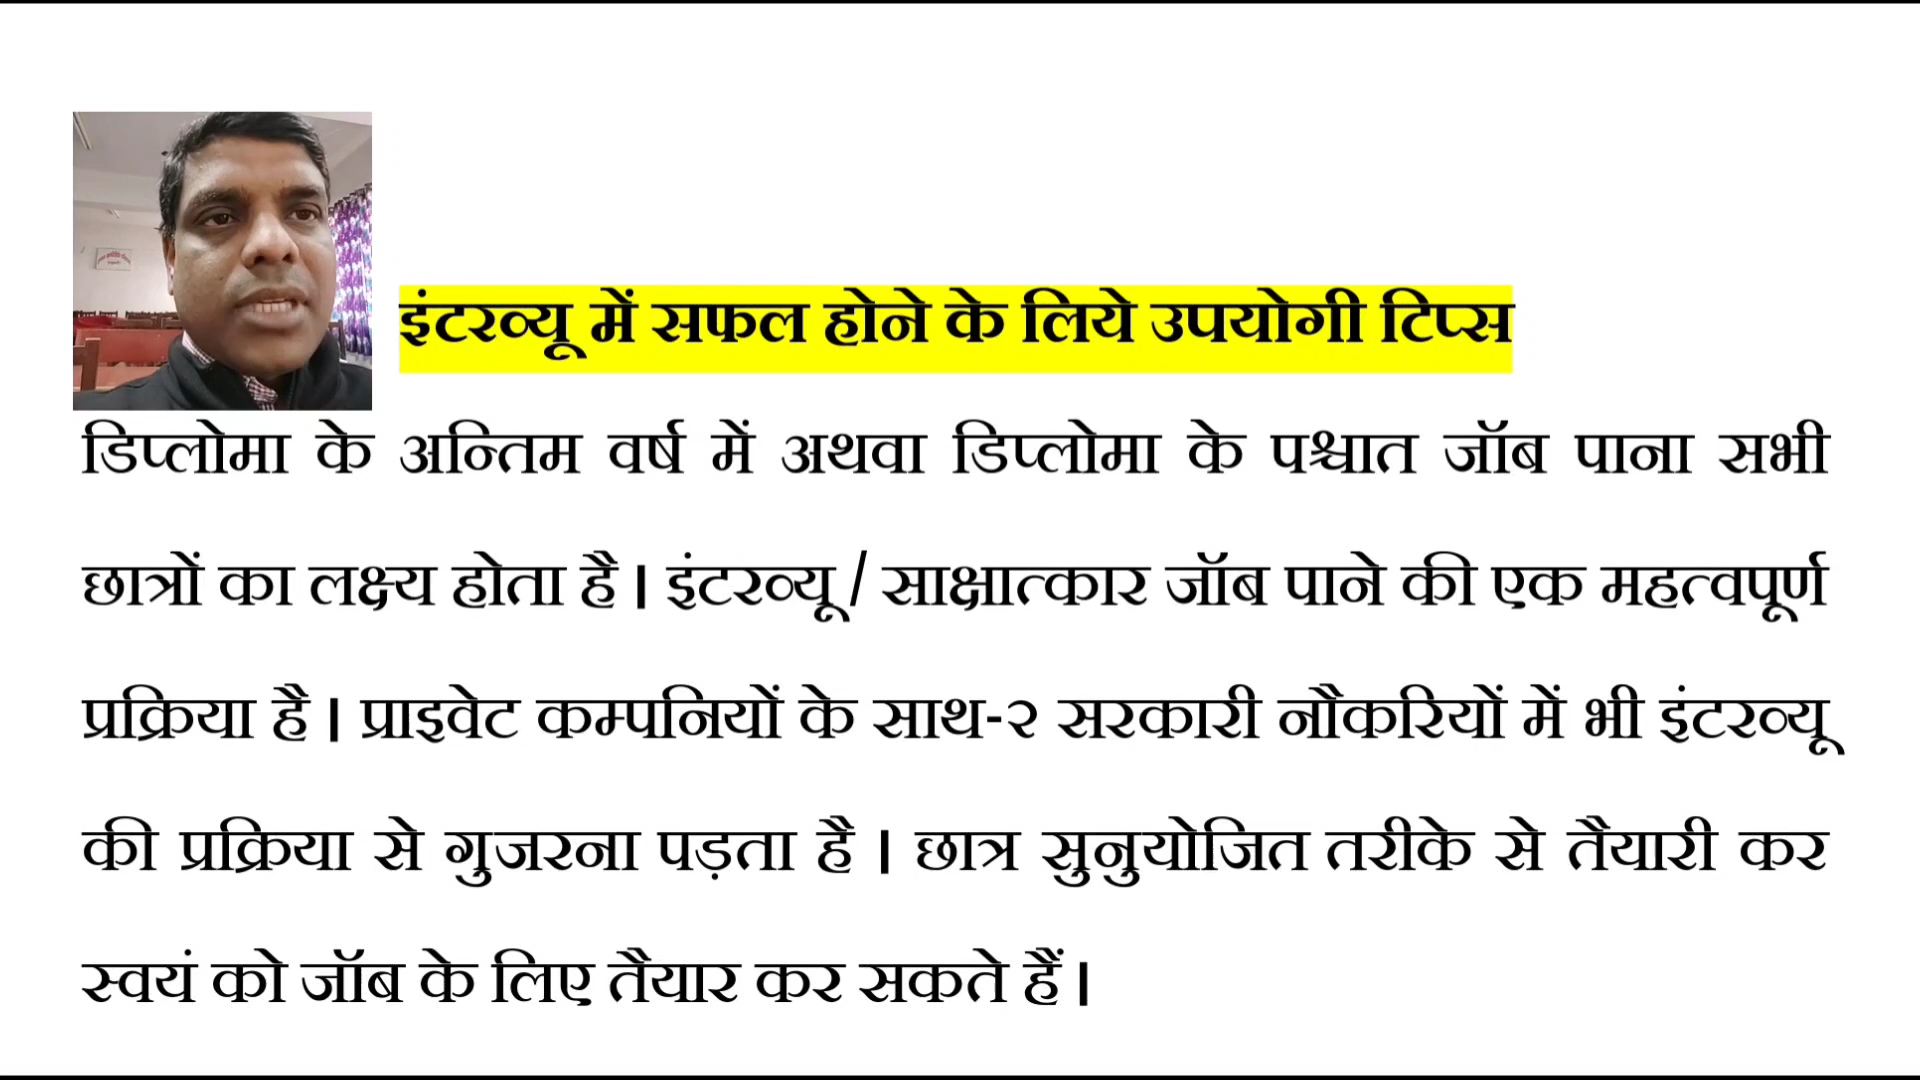 इंटरव्यू में सफल होने के लिये उपयोगी टिप्स
डिप्लोमा के अन्तिम वर्ष में अथवा डिप्लोमा के पश्चात जॉब पाना सभी
छात्रों का लक्ष्य होता है। इंटरव्यू / साक्षात्कार जॉब पाने की एक महत्वपूर्ण
प्रक्रिया है। प्राइवेट कम्पनियों के साथ-२ सरकारी नौकरियों में भी इंटरव्यू
की प्रक्रिया से गुजरना पड़ता है । छात्र सुनुयोजित तरीके से तैयारी कर
स्वयं को जॉब के लिए तैयार कर सकते हैं।